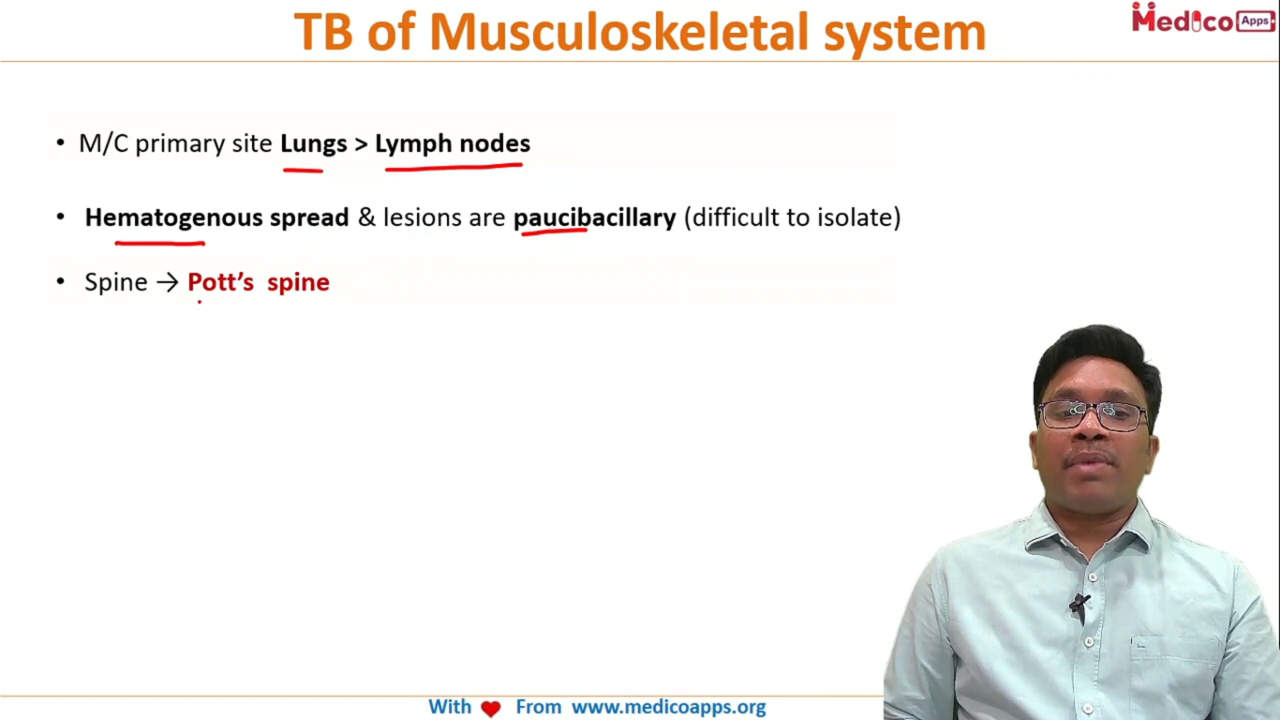 TB of Musculoskeletal system
Medico Apps
• M/C primary site Lungs > Lymph nodes
• Hematogenous spread & lesions are paucibacillary (difficult to isolate)
• Spine → Pott’s spine
With ❤ From www.medicoapps.org